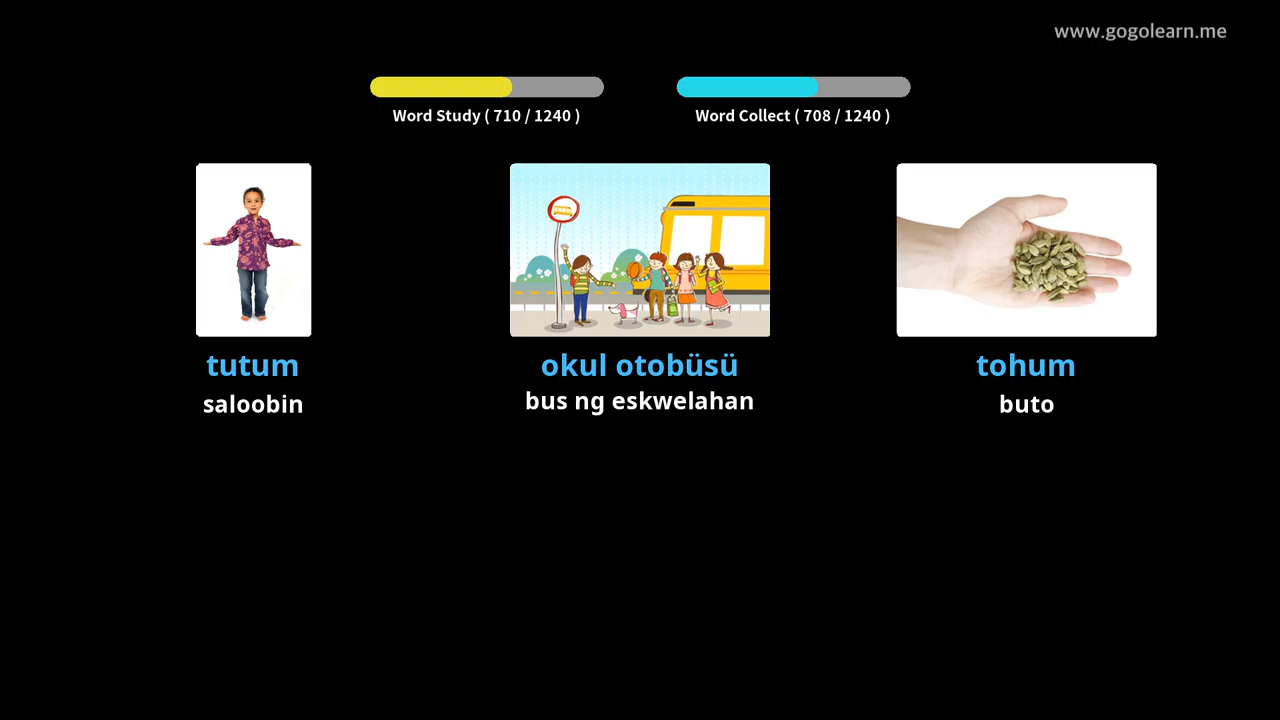 www.gogolearn.me
Word Study ( 710 / 1240 )
Word Collect ( 708 / 1240 )
tutum
saloobin
okul otobüsü
bus ng eskwelahan
tohum
buto